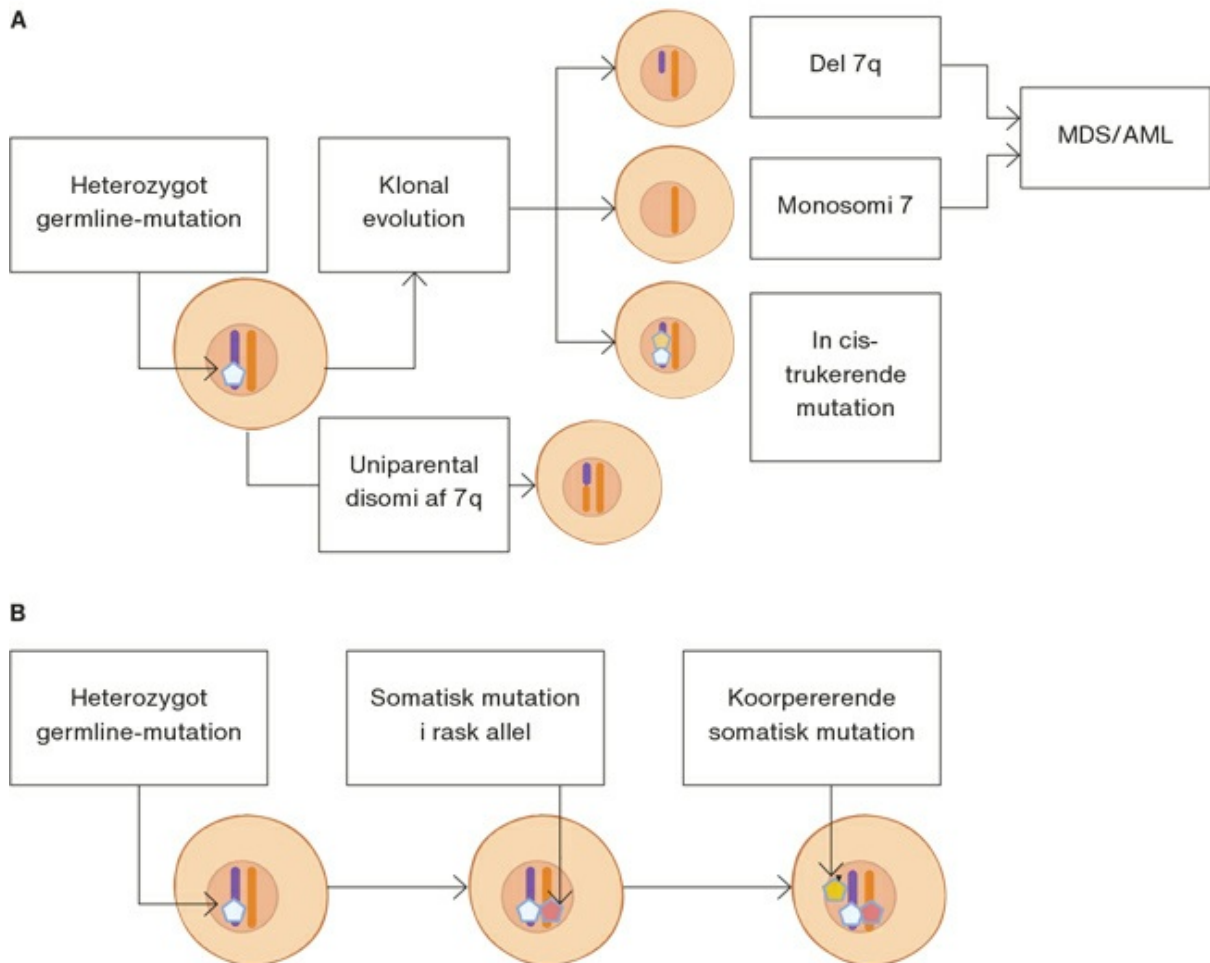 A
Heterozygot
germline-mutation
Klonal
evolution
Del 7q
Monosomi 7
In cis-
trukerende
mutation
MDS/AML
Uniparental
disomi af 7q
B
Heterozygot
germline-mutation
Somatisk mutation
i rask allel
Koorpererende
somatisk mutation